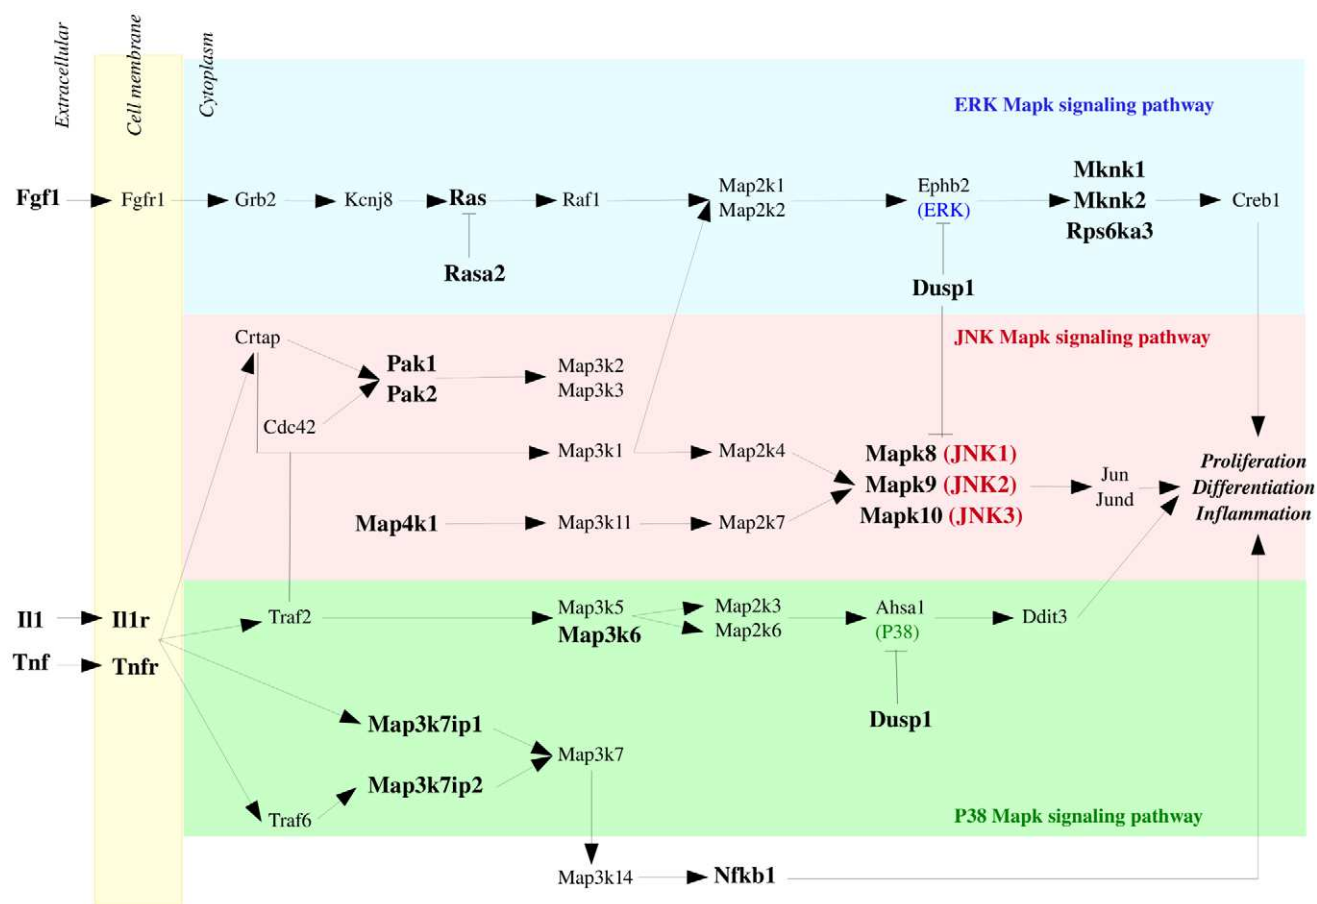 Extracellular
Cell membrane
Cytoplasm
ERK Mapk signaling pathway
Fgf1
Fgfr1
Grb2
Kcnj8
Ras
Raf1
Map2k1
Map2k2
Ephb2
(ERK)
Mknk1
Mknk2
Rps6ka3
Creb1
Rasa2
Dusp1
JNK Mapk signaling pathway
Crtap
Pak1
Pak2
Map3k2
Map3k3
Cdc42
Map3k1
Map2k4
Mapk8 (JNK1)
Mapk9 (JNK2)
Mapk10 (JNK3)
Jun
Jund
Proliferation
Differentiation
Inflammation
Map4k1
Map3k11
Map2k7
Il1
Il1r
Tnf
Tnfr
Traf2
Map3k5
Map3k6
Map2k3
Map2k6
Ahsa1
(P38)
Ddit3
Dusp1
Map3k7ip1
Map3k7
Map3k7ip2
Traf6
P38 Mapk signaling pathway
Map3k14
Nfkb1